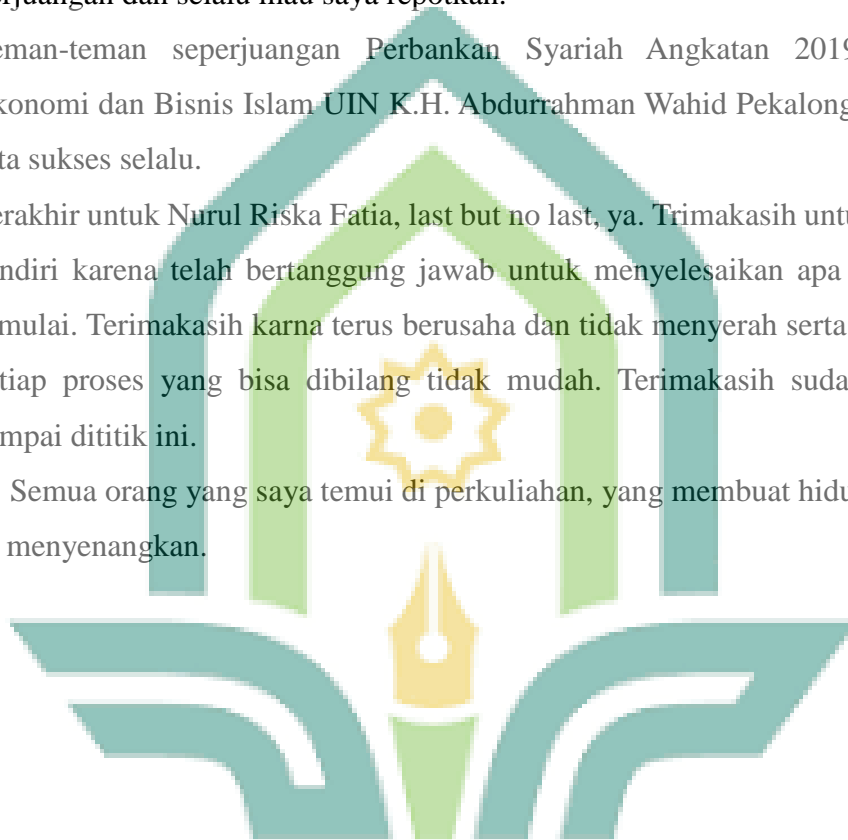 erjuangan dan selalu mau saya repotkan.
eman-teman seperjuangan Perbankan Syariah Angkatan 2019
konomi dan Bisnis Islam UIN K.H. Abdurrahman Wahid Pekalong
ta sukses selalu.
erakhir untuk Nurul Riska Fatia, last but no last, ya. Trimakasih untu
ndiri karena telah bertanggung jawab untuk menyelesaikan apa
mulai. Terimakasih karna terus berusaha dan tidak menyerah serta
tiap proses yang bisa dibilang tidak mudah. Terimakasih suda
mpai dititik ini.
Semua orang yang saya temui di perkuliahan, yang membuat hidu
menyenangkan.